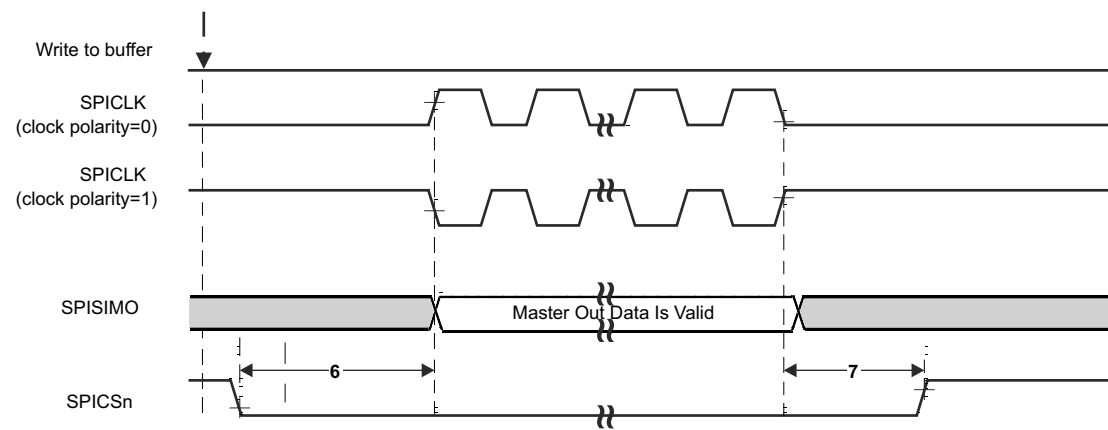 Write to buffer
SPICLK
(clock polarity=0)
SPICLK
(clock polarity=1)
SPISIMO
Master Out Data Is Valid
6
7
SPICSn